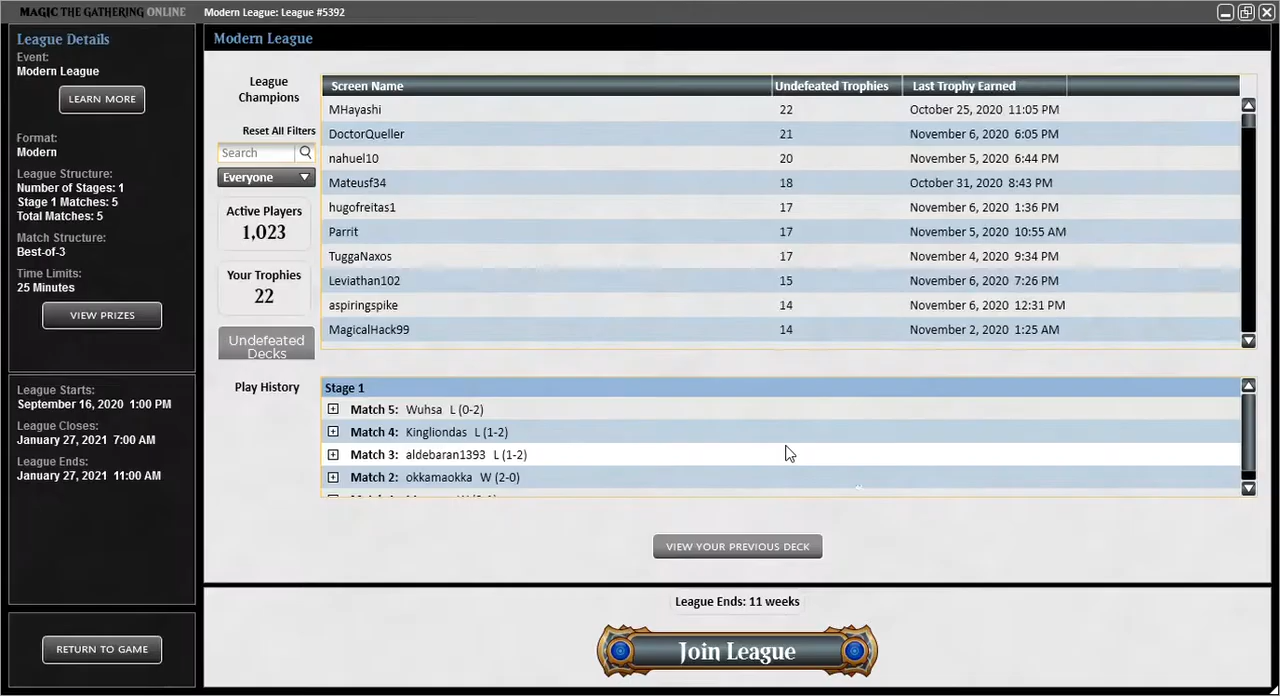 MAGIC THE GATHERING ONLINE
Modern League: League #5392
League Details
Event:
Modern League
LEARN MORE
Format:
Modern
League Structure:
Number of Stages: 1
Stage 1 Matches: 5
Total Matches: 5
Match Structure:
Best-of-3
Time Limits:
25 Minutes
VIEW PRIZES
League Starts:
September 16, 2020 1:00 PM
League Closes:
January 27, 2021 7:00 AM
League Ends:
January 27, 2021 11:00 AM
RETURN TO GAME
Modern League
League
Champions
Reset All Filters
Search
Everyone
Active Players
1,023
Your Trophies
22
Undefeated
Decks
Screen Name Undefeated Trophies Last Trophy Earned
MHayashi 22 October 25, 2020 11:05 PM
DoctorQueller 21 November 6, 2020 6:05 PM
nahuel10 20 November 5, 2020 6:44 PM
Mateusf34 18 October 31, 2020 8:43 PM
hugofreitas1 17 November 6, 2020 1:36 PM
Parrit 17 November 5, 2020 10:55 AM
TuggaNaxos 17 November 4, 2020 9:34 PM
Leviathan102 15 November 6, 2020 7:26 PM
aspiringspike 14 November 6, 2020 12:31 PM
MagicalHack99 14 November 2, 2020 1:25 AM
Play History
Stage 1
Match 5: Wuhsa L (0-2)
Match 4: Kingliondas L (1-2)
Match 3: aldebaran1393 L (1-2)
Match 2: okkamaokka W (2-0)
VIEW YOUR PREVIOUS DECK
League Ends: 11 weeks
Join League